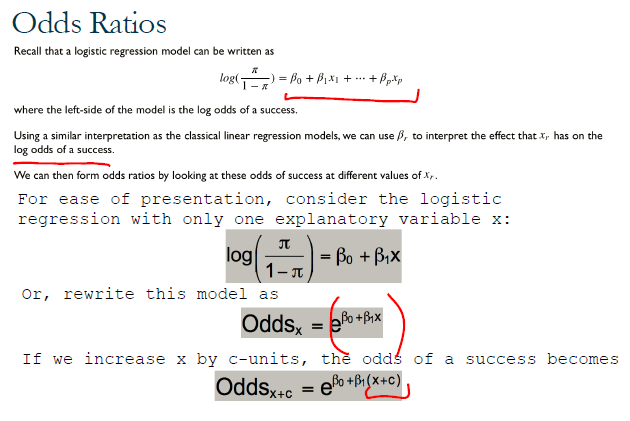 Odds Ratios
Recall that a logistic regression model can be written as
log(π / 1 − π) = β₀ + β₁x₁ + ⋯ + βₚxₚ
where the left-side of the model is the log odds of a success.
Using a similar interpretation as the classical linear regression models, we can use βᵣ to interpret the effect that xᵣ has on the
log odds of a success.
We can then form odds ratios by looking at these odds of success at different values of xᵣ.
For ease of presentation, consider the logistic
regression with only one explanatory variable x:
log(π / 1 − π) = β₀ + β₁x
Or, rewrite this model as
Oddsₓ = e^(β₀ + β₁x)
If we increase x by c-units, the odds of a success becomes
Odds_(x+c) = e^(β₀ + β₁(x+c))